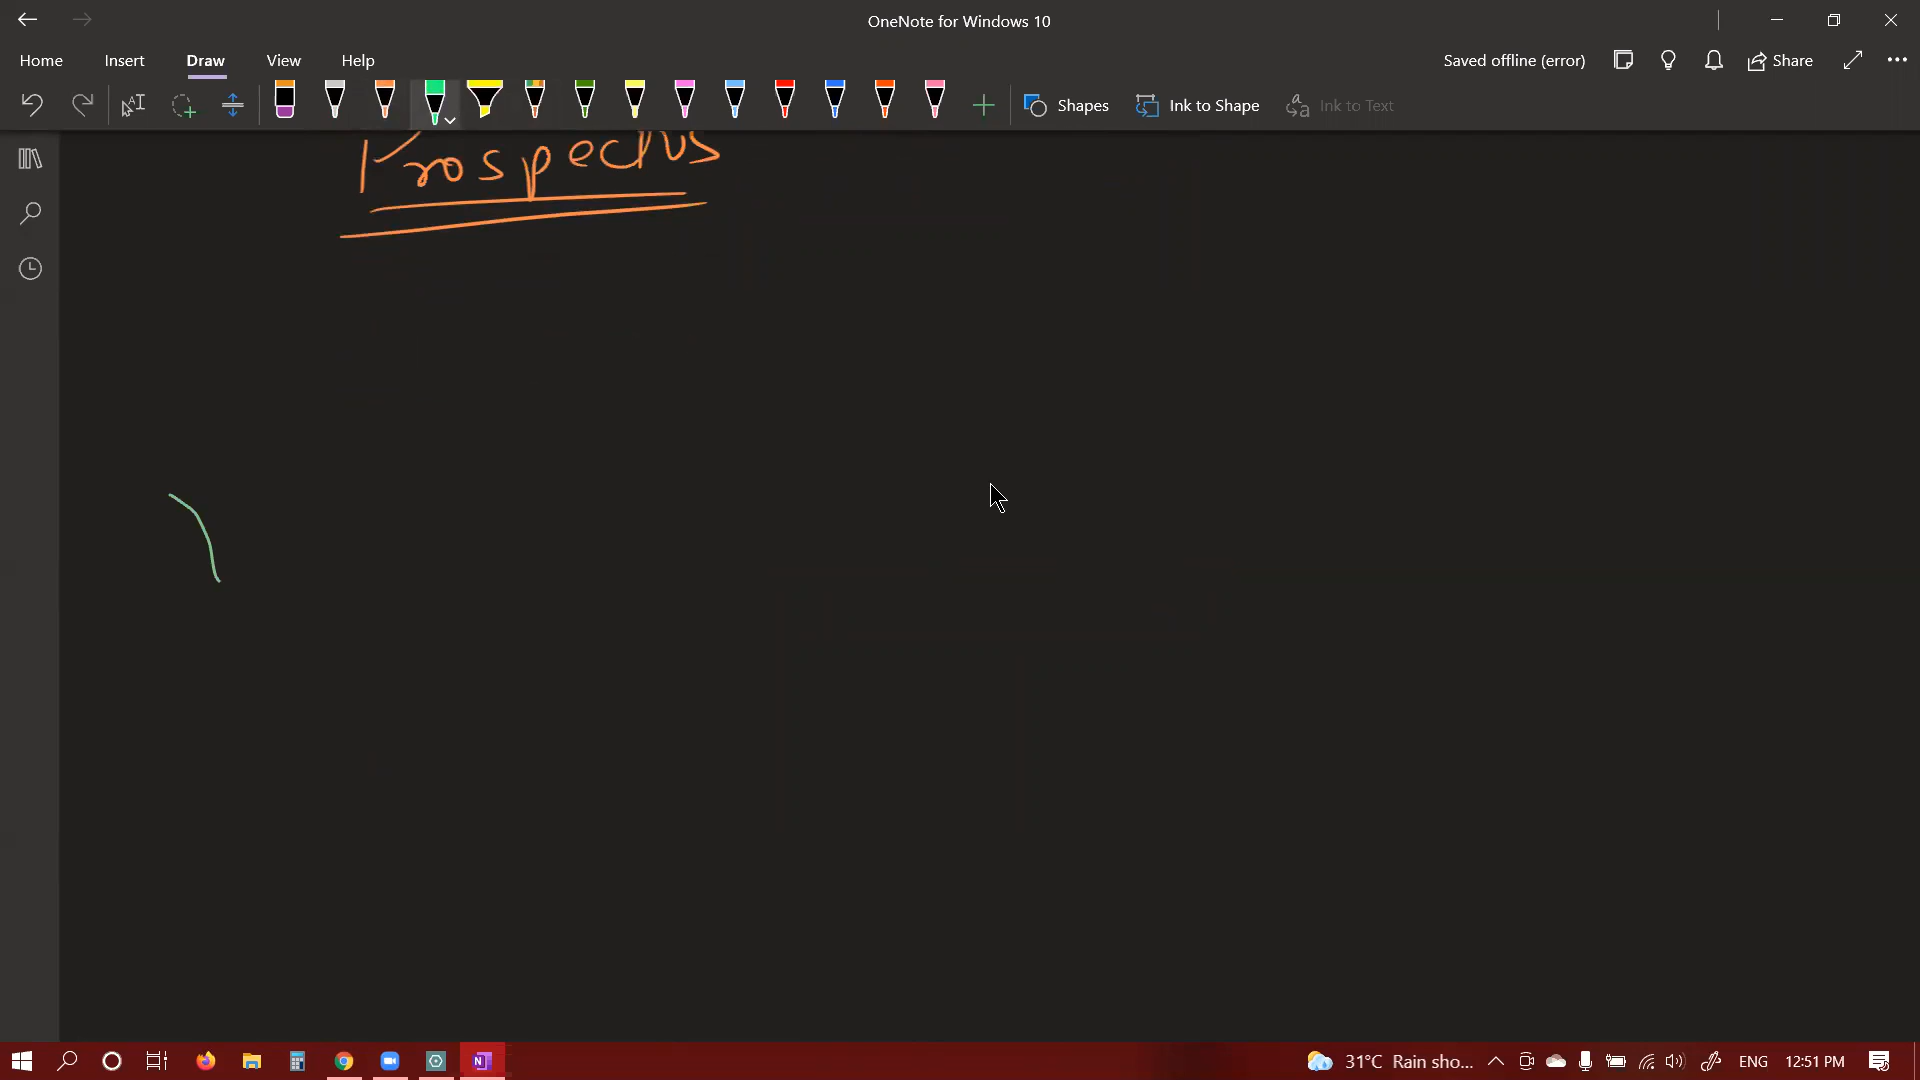 OneNote for Windows 10
Home Insert Draw View Help
Saved offline (error) Share
Shapes Ink to Shape Ink to Text
Prospectus
31°C Rain sho... ENG 12:51 PM